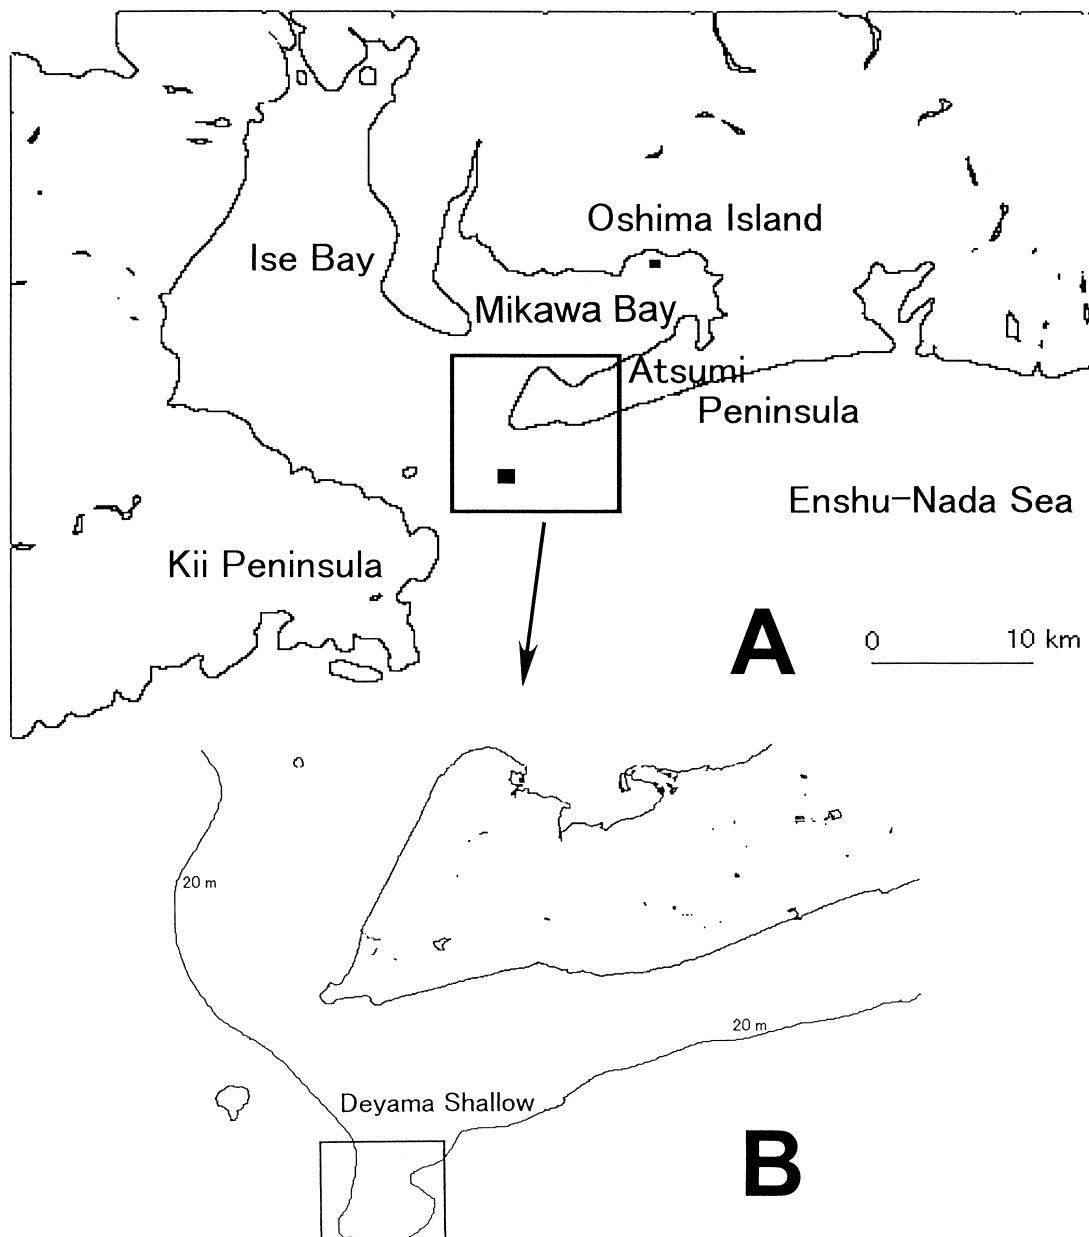 Oshima Island
Ise Bay
Mikawa Bay
Atsumi
Peninsula
Enshu-Nada Sea
Kii Peninsula
A
0 10 km
20 m
20 m
Deyama Shallow
B